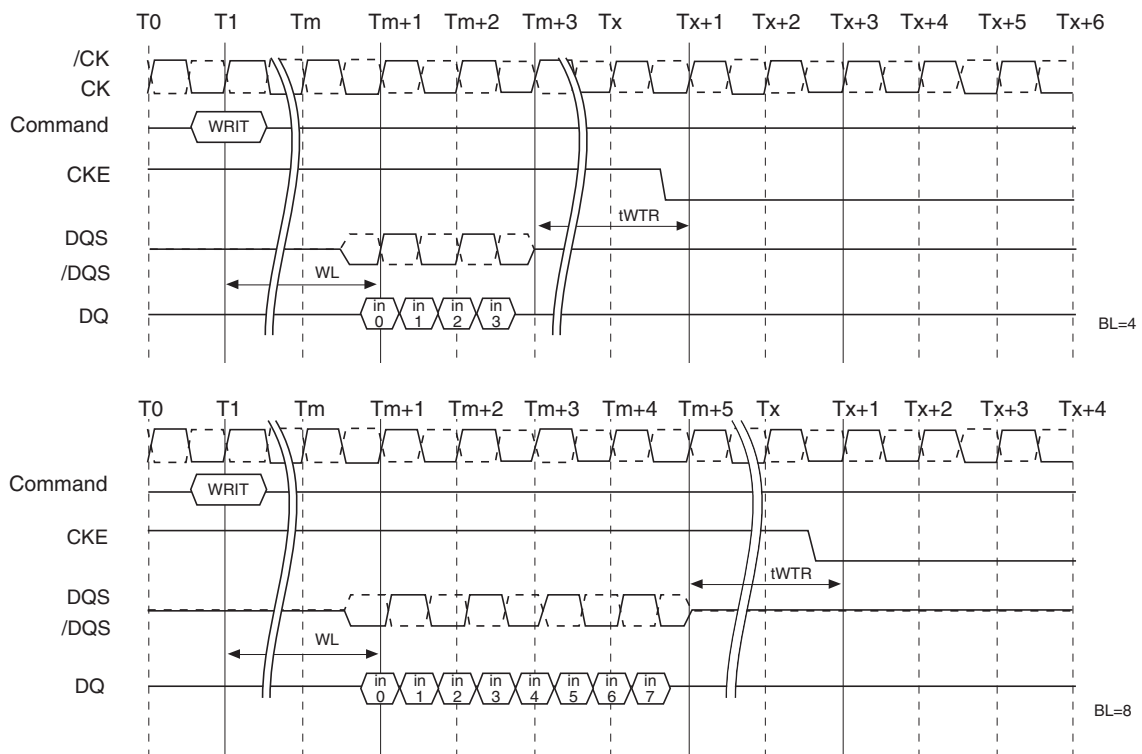 T0 T1 Tm Tm+1 Tm+2 Tm+3 Tx Tx+1 Tx+2 Tx+3 Tx+4 Tx+5 Tx+6
/CK
CK
Command WRIT
CKE
tWTR
DQS
/DQS WL
DQ in 0 in 1 in 2 in 3
BL=4
T0 T1 Tm Tm+1 Tm+2 Tm+3 Tm+4 Tm+5 Tx Tx+1 Tx+2 Tx+3 Tx+4
Command WRIT
CKE
tWTR
DQS
/DQS WL
DQ in 0 in 1 in 2 in 3 in 4 in 5 in 6 in 7
BL=8